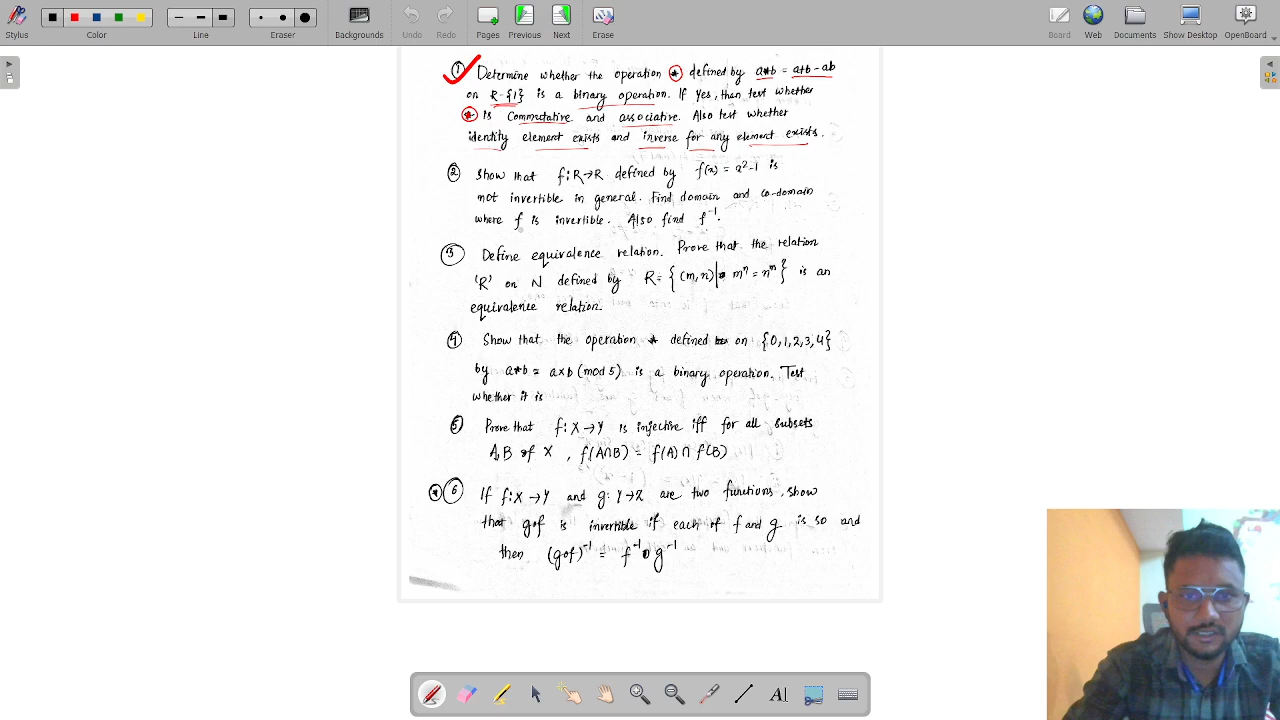 Stylus
Color
Line
Eraser
Backgrounds
Undo
Redo
Pages
Previous
Next
Erase
Board
Web
Documents
Show Desktop
OpenBoard
① Determine whether the operation * defined by a*b = a+b-ab
on R-{1} is a binary operation. If Yes, than test whether
* is commutative and associative. Also test whether
identity element exists and inverse for any element exists.
② Show that f: R→R defined by f(x) = x²-1 is
not invertible in general. Find domain and co-domain
where f is invertible. Also find f⁻¹.
③ Define equivalence relation. Prove that the relation
'R' on N defined by R = { (m,n) | mⁿ = nᵐ } is an
equivalence relation.
④ Show that the operation * defined on {0,1,2,3,4}
by a*b = a×b (mod 5) is a binary operation. Test
whether it is
⑤ Prove that f: X→Y is injective iff for all subsets
A,B of X, f(A∩B) = f(A) ∩ f(B)
* ⑥ If f: X→Y and g: Y→Z are two functions, show
that gof is invertible if each of f and g is so and
then (gof)⁻¹ = f⁻¹ o g⁻¹